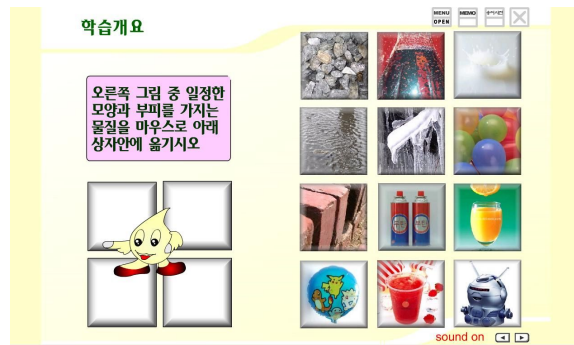 학습개요
MENU
OPEN
MEMO
오른쪽 그림 중 일정한
모양과 부피를 가지는
물질을 마우스로 아래
상자안에 옮기시오
sound on